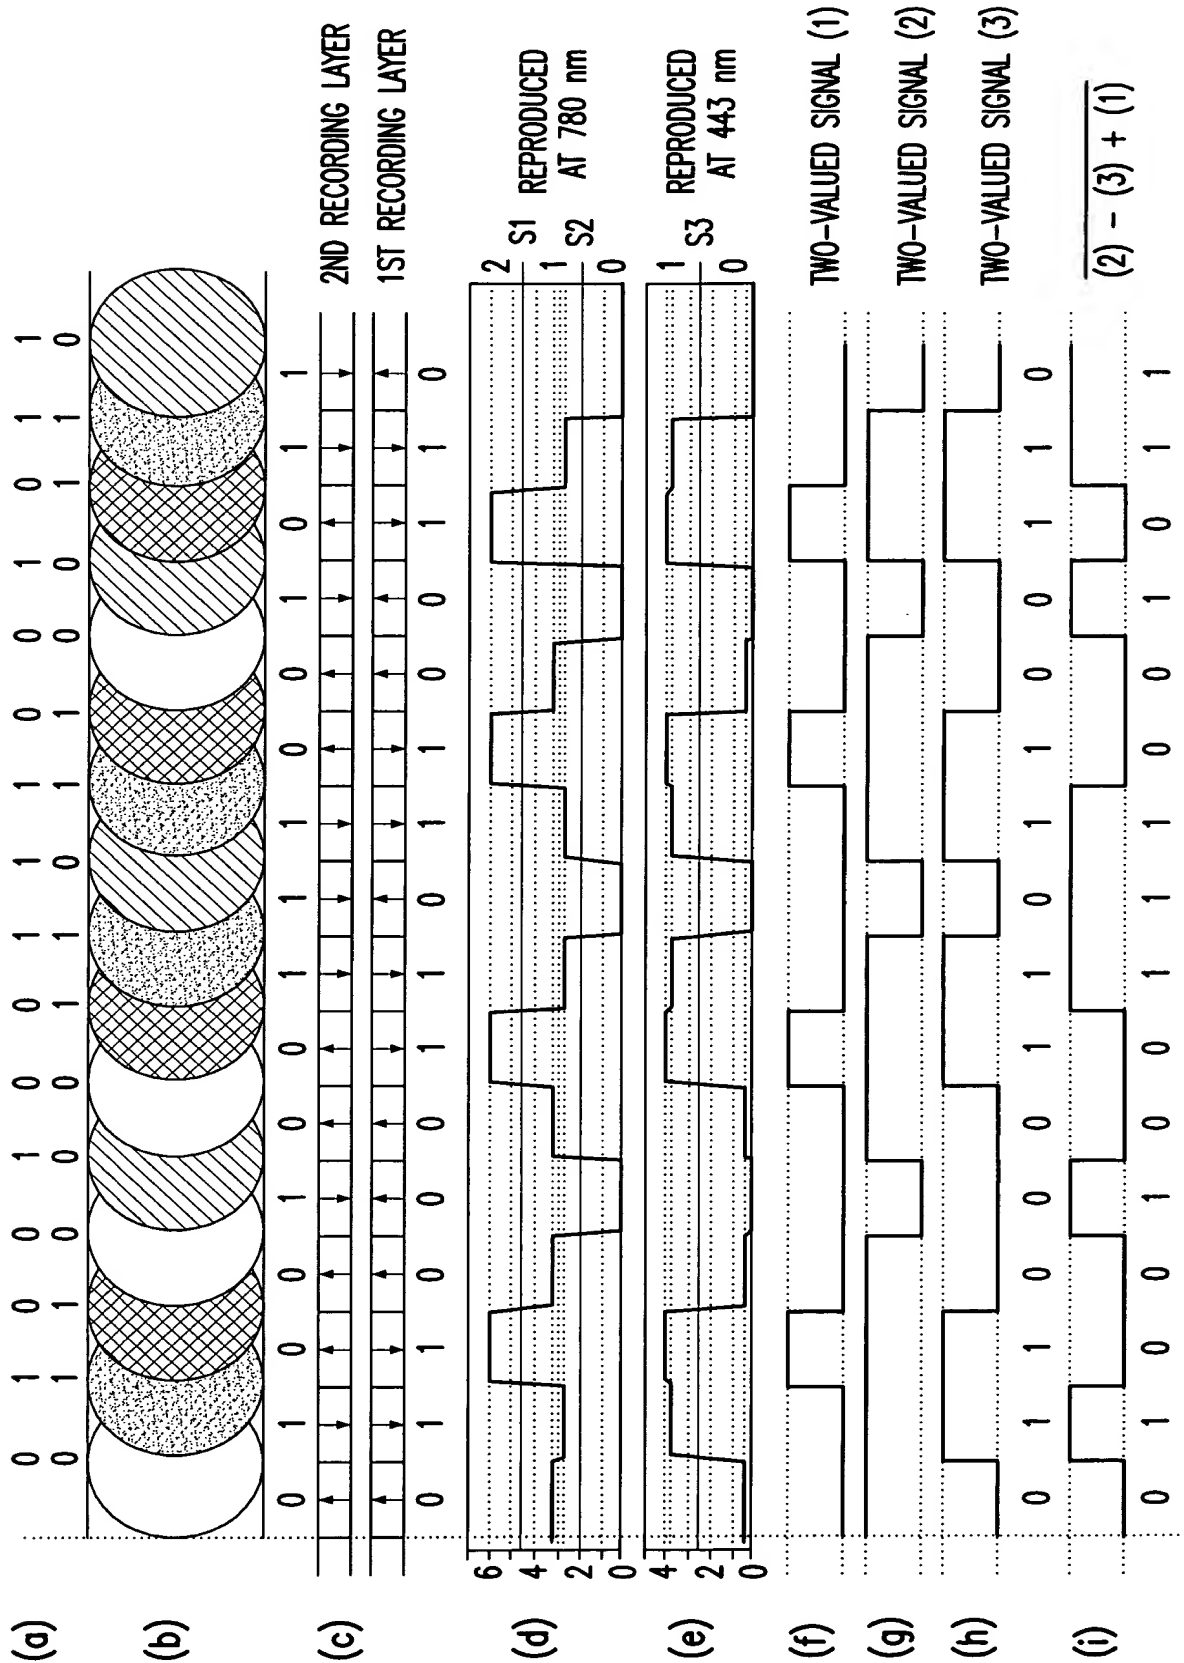 (a) 0 1 0 0 1 0 0 1 1 1 0 0 1 0 1 1
0 1 1 0 0 0 1 1 0 1 1 0 0 1 1 0
(b)
0 1 0 0 1 0 0 1 1 1 0 0 1 0 1 1
(c) 2ND RECORDING LAYER
1ST RECORDING LAYER
0 1 1 0 0 0 1 1 0 1 1 0 0 1 1 0
(d)
6
4
2
0
2
S1
1
S2
0
REPRODUCED
AT 780 nm
(e)
4
2
0
1
S3
0
REPRODUCED
AT 443 nm
(f) TWO-VALUED SIGNAL (1)
(g) TWO-VALUED SIGNAL (2)
(h) TWO-VALUED SIGNAL (3)
0 1 1 0 0 0 1 1 0 1 1 0 0 1 1 0
(i) (2) - (3) + (1)
0 1 0 0 1 0 0 1 1 1 0 0 1 0 1 1